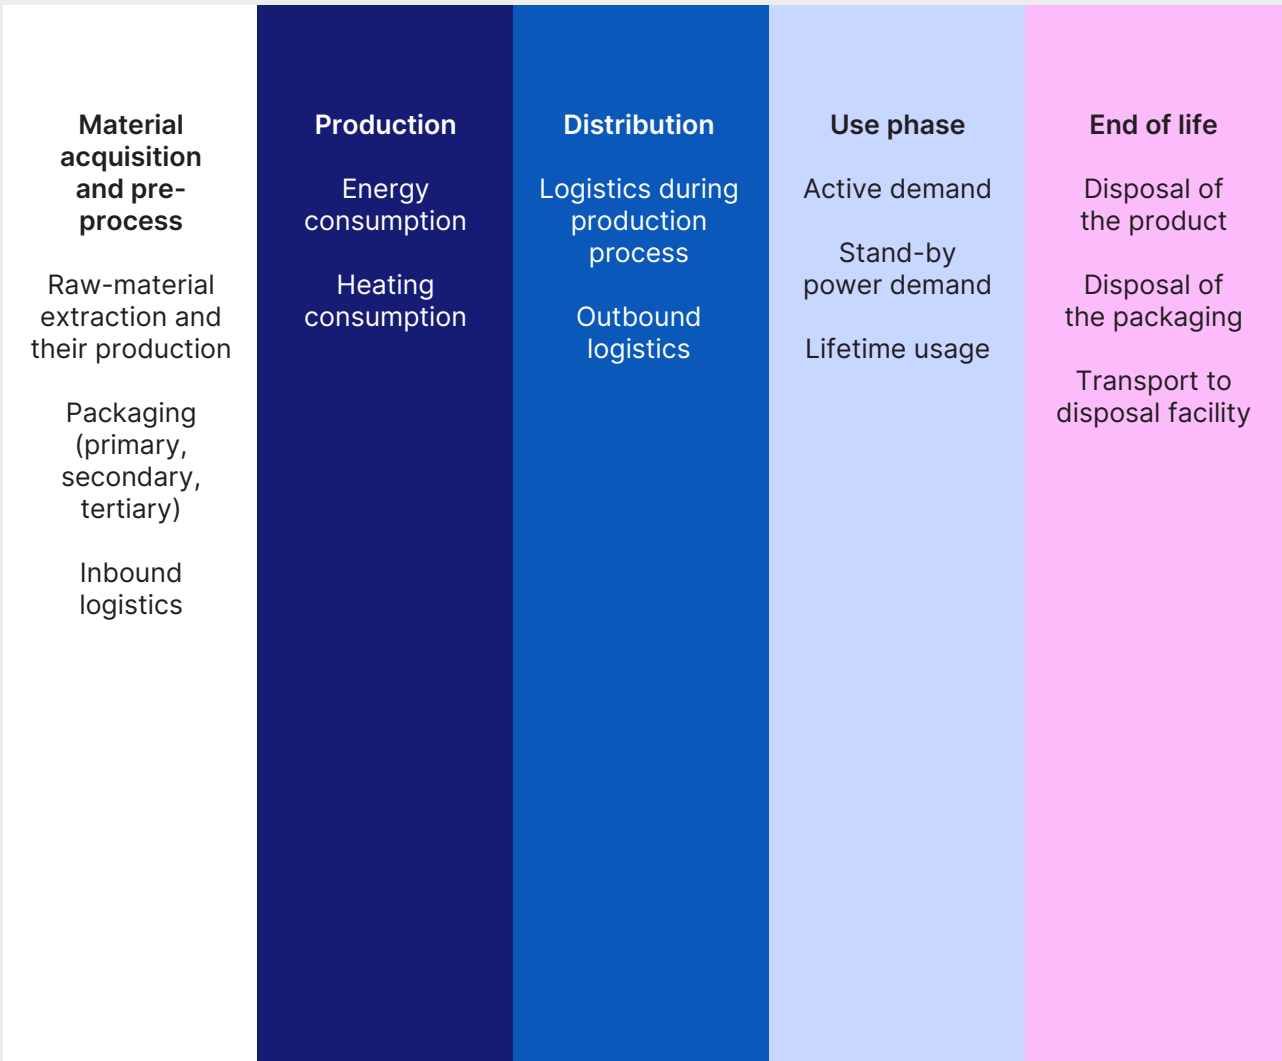 Material
acquisition
and pre-
process
Raw-material
extraction and
their production
Packaging
(primary,
secondary,
tertiary)
Inbound
logistics
Production
Energy
consumption
Heating
consumption
Distribution
Logistics during
production
process
Outbound
logistics
Use phase
Active demand
Stand-by
power demand
Lifetime usage
End of life
Disposal of
the product
Disposal of
the packaging
Transport to
disposal facility